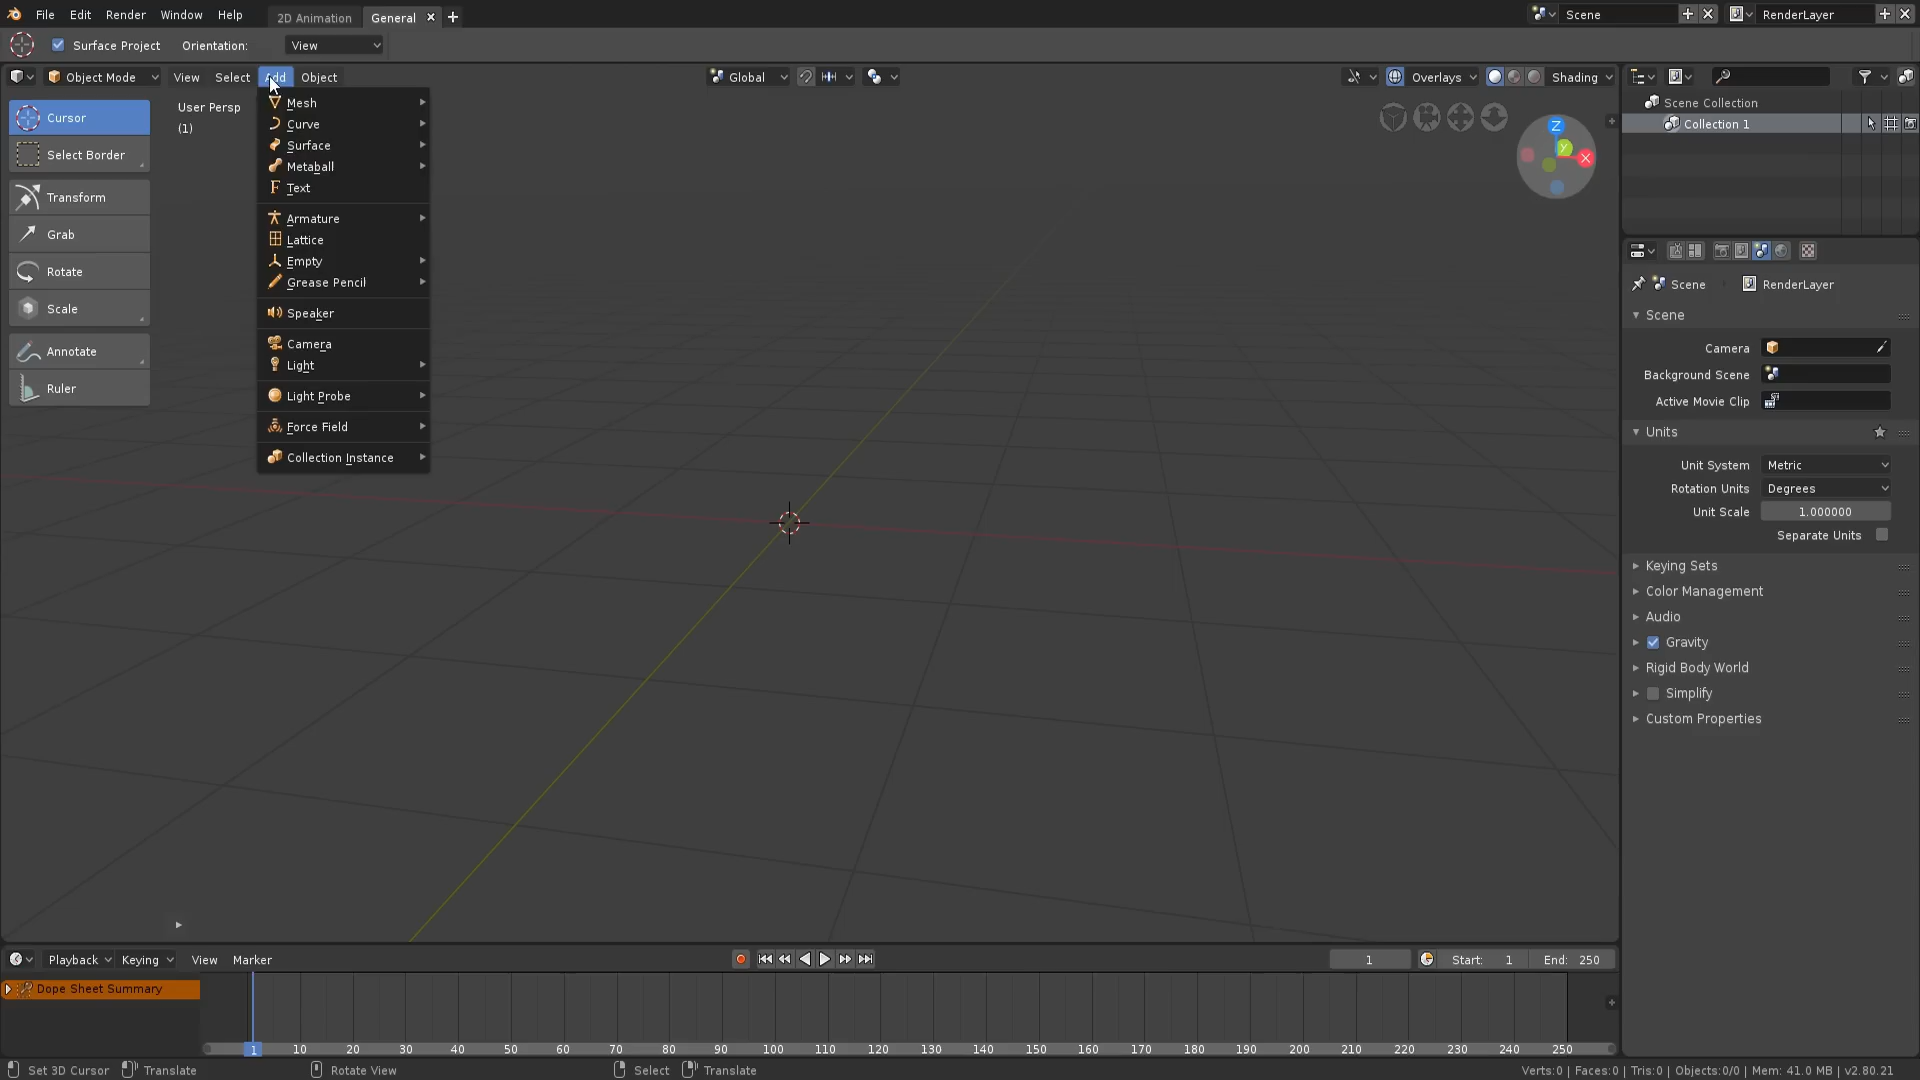 File Edit Render Window Help 2D Animation General Scene RenderLayer
Surface Project Orientation: View
Object Mode View Select Add Object Global Overlays Shading
Cursor
Select Border
Transform
Grab
Rotate
Scale
Annotate
Ruler
User Persp
(1)
Mesh
Curve
Surface
Metaball
Text
Armature
Lattice
Empty
Grease Pencil
Speaker
Camera
Light
Light Probe
Force Field
Collection Instance
Z
Y
X
Scene Collection
Collection 1
Scene RenderLayer
Scene
Camera
Background Scene
Active Movie Clip
Units
Unit System Metric
Rotation Units Degrees
Unit Scale 1.000000
Separate Units
Keying Sets
Color Management
Audio
Gravity
Rigid Body World
Simplify
Custom Properties
Playback Keying View Marker 1 Start: 1 End: 250
Dope Sheet Summary
1 10 20 30 40 50 60 70 80 90 100 110 120 130 140 150 160 170 180 190 200 210 220 230 240 250
Set 3D Cursor Translate Rotate View Select Translate Verts:0 | Faces:0 | Tris:0 | Objects:0/0 | Mem: 41.0 MB | v2.80.21